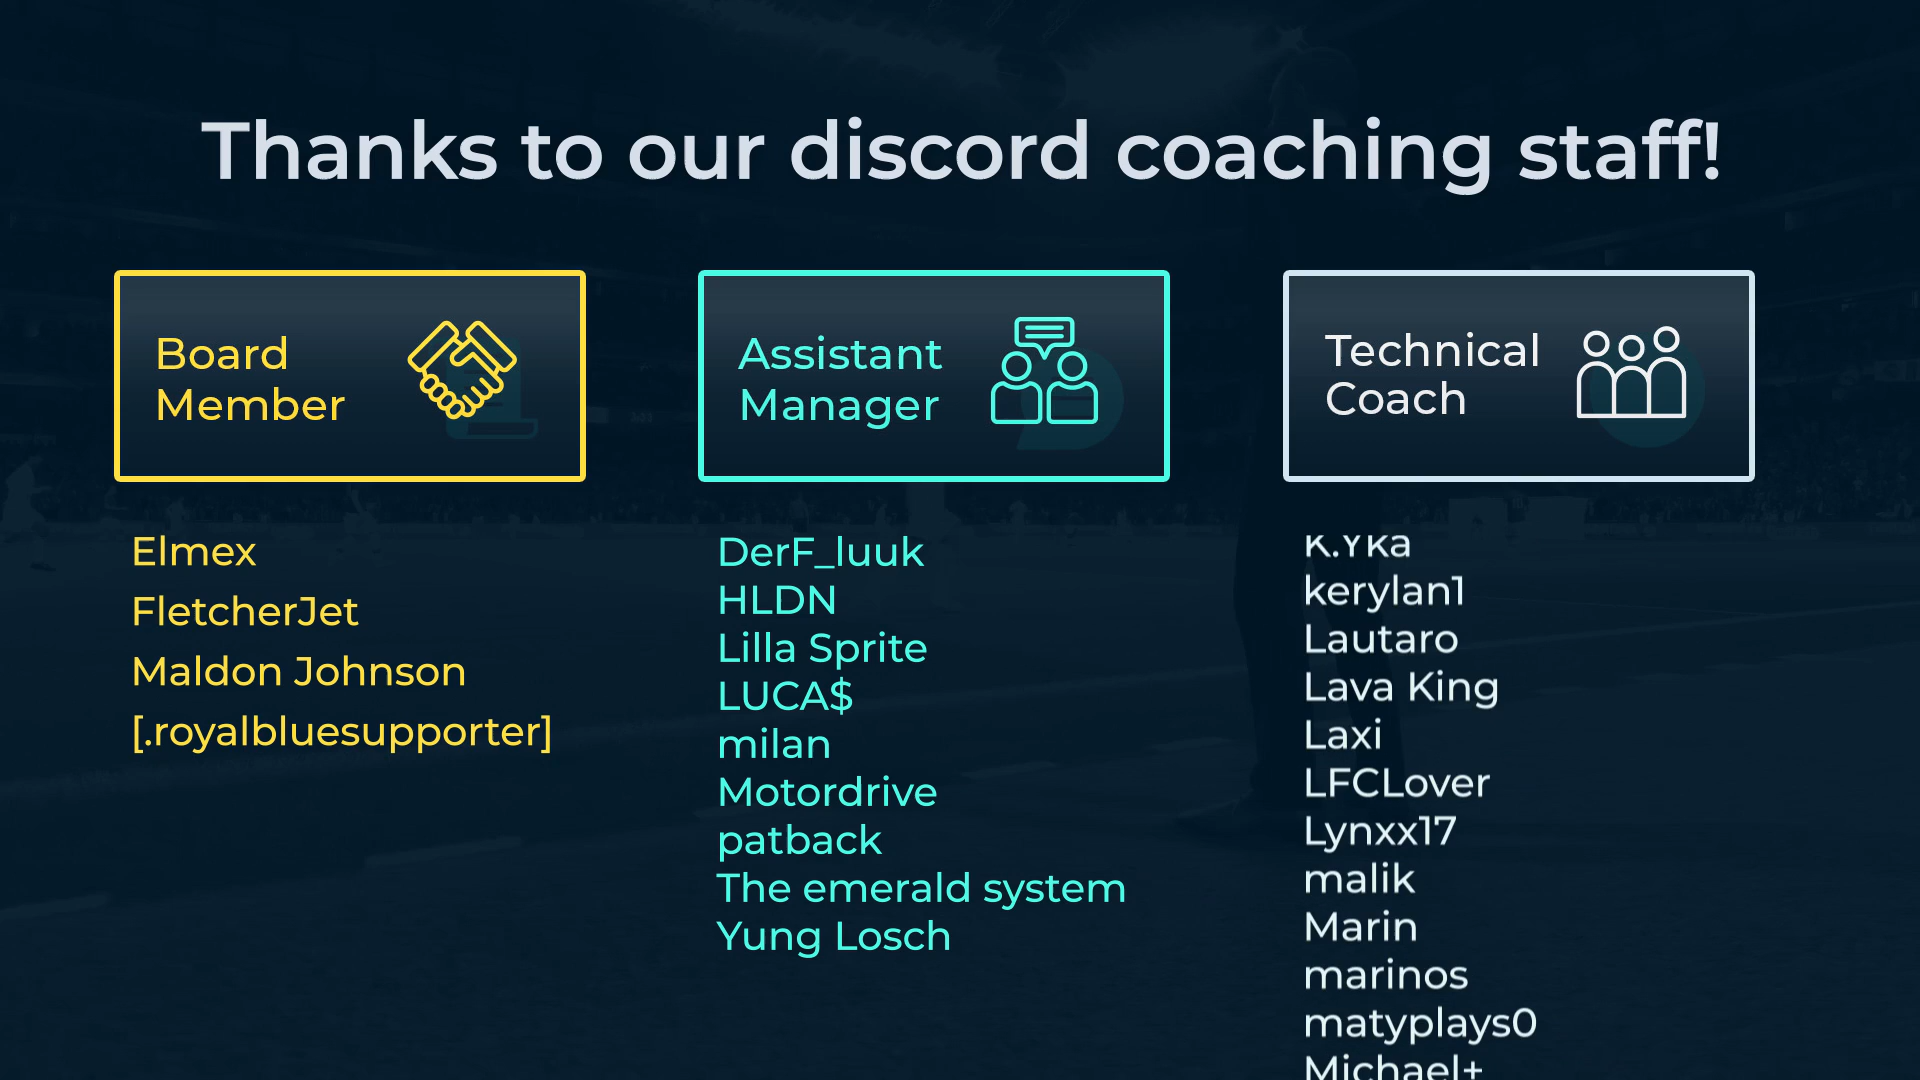 Thanks to our discord coaching staff!
Board
Member
Elmex
FletcherJet
Maldon Johnson
[.royalbluesupporter]
Assistant
Manager
DerF_luuk
HLDN
Lilla Sprite
LUCA$
milan
Motordrive
patback
The emerald system
Yung Losch
Technical
Coach
K.YKa
kerylan1
Lautaro
Lava King
Laxi
LFCLover
Lynxx17
malik
Marin
marinos
matyplays0
Michael+